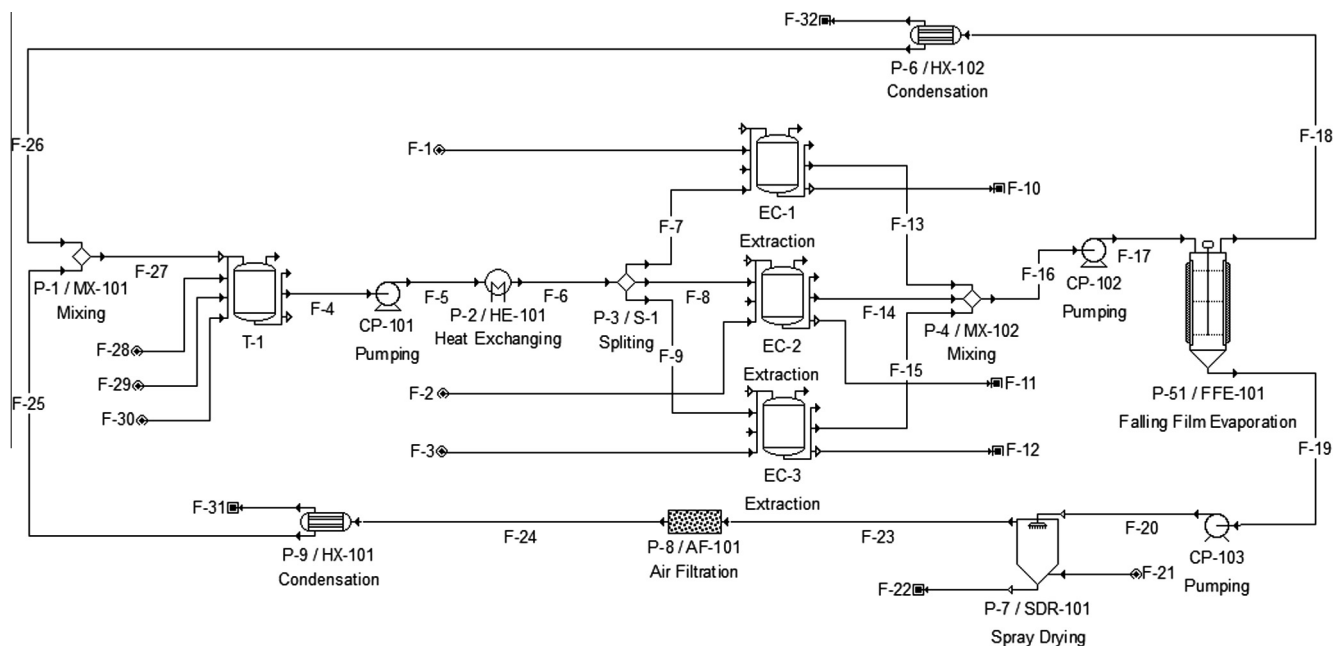 F-32
P-6 / HX-102
Condensation
F-26
F-18
F-1
F-10
EC-1
Extraction
F-7
F-13
F-27
P-1 / MX-101
Mixing
F-28
F-29
F-30
T-1
F-4
CP-101
Pumping
F-5
P-2 / HE-101
Heat Exchanging
F-6
P-3 / S-1
Spliting
F-8
F-9
EC-2
Extraction
F-14
P-4 / MX-102
Mixing
F-15
F-16
CP-102
Pumping
F-17
P-51 / FFE-101
Falling Film Evaporation
F-2
F-11
F-25
F-3
F-12
EC-3
Extraction
F-19
F-31
P-9 / HX-101
Condensation
F-24
P-8 / AF-101
Air Filtration
F-23
F-20
CP-103
Pumping
F-21
F-22
P-7 / SDR-101
Spray Drying